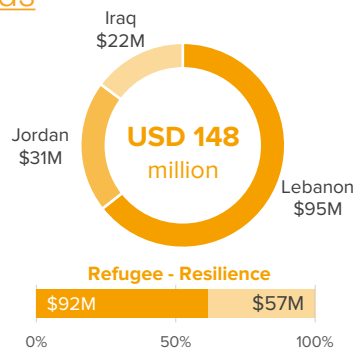 Iraq
$22M
Jordan
$31M
USD 148
million
Lebanon
$95M
Refugee - Resilience
$92M
$57M
0%
50%
100%